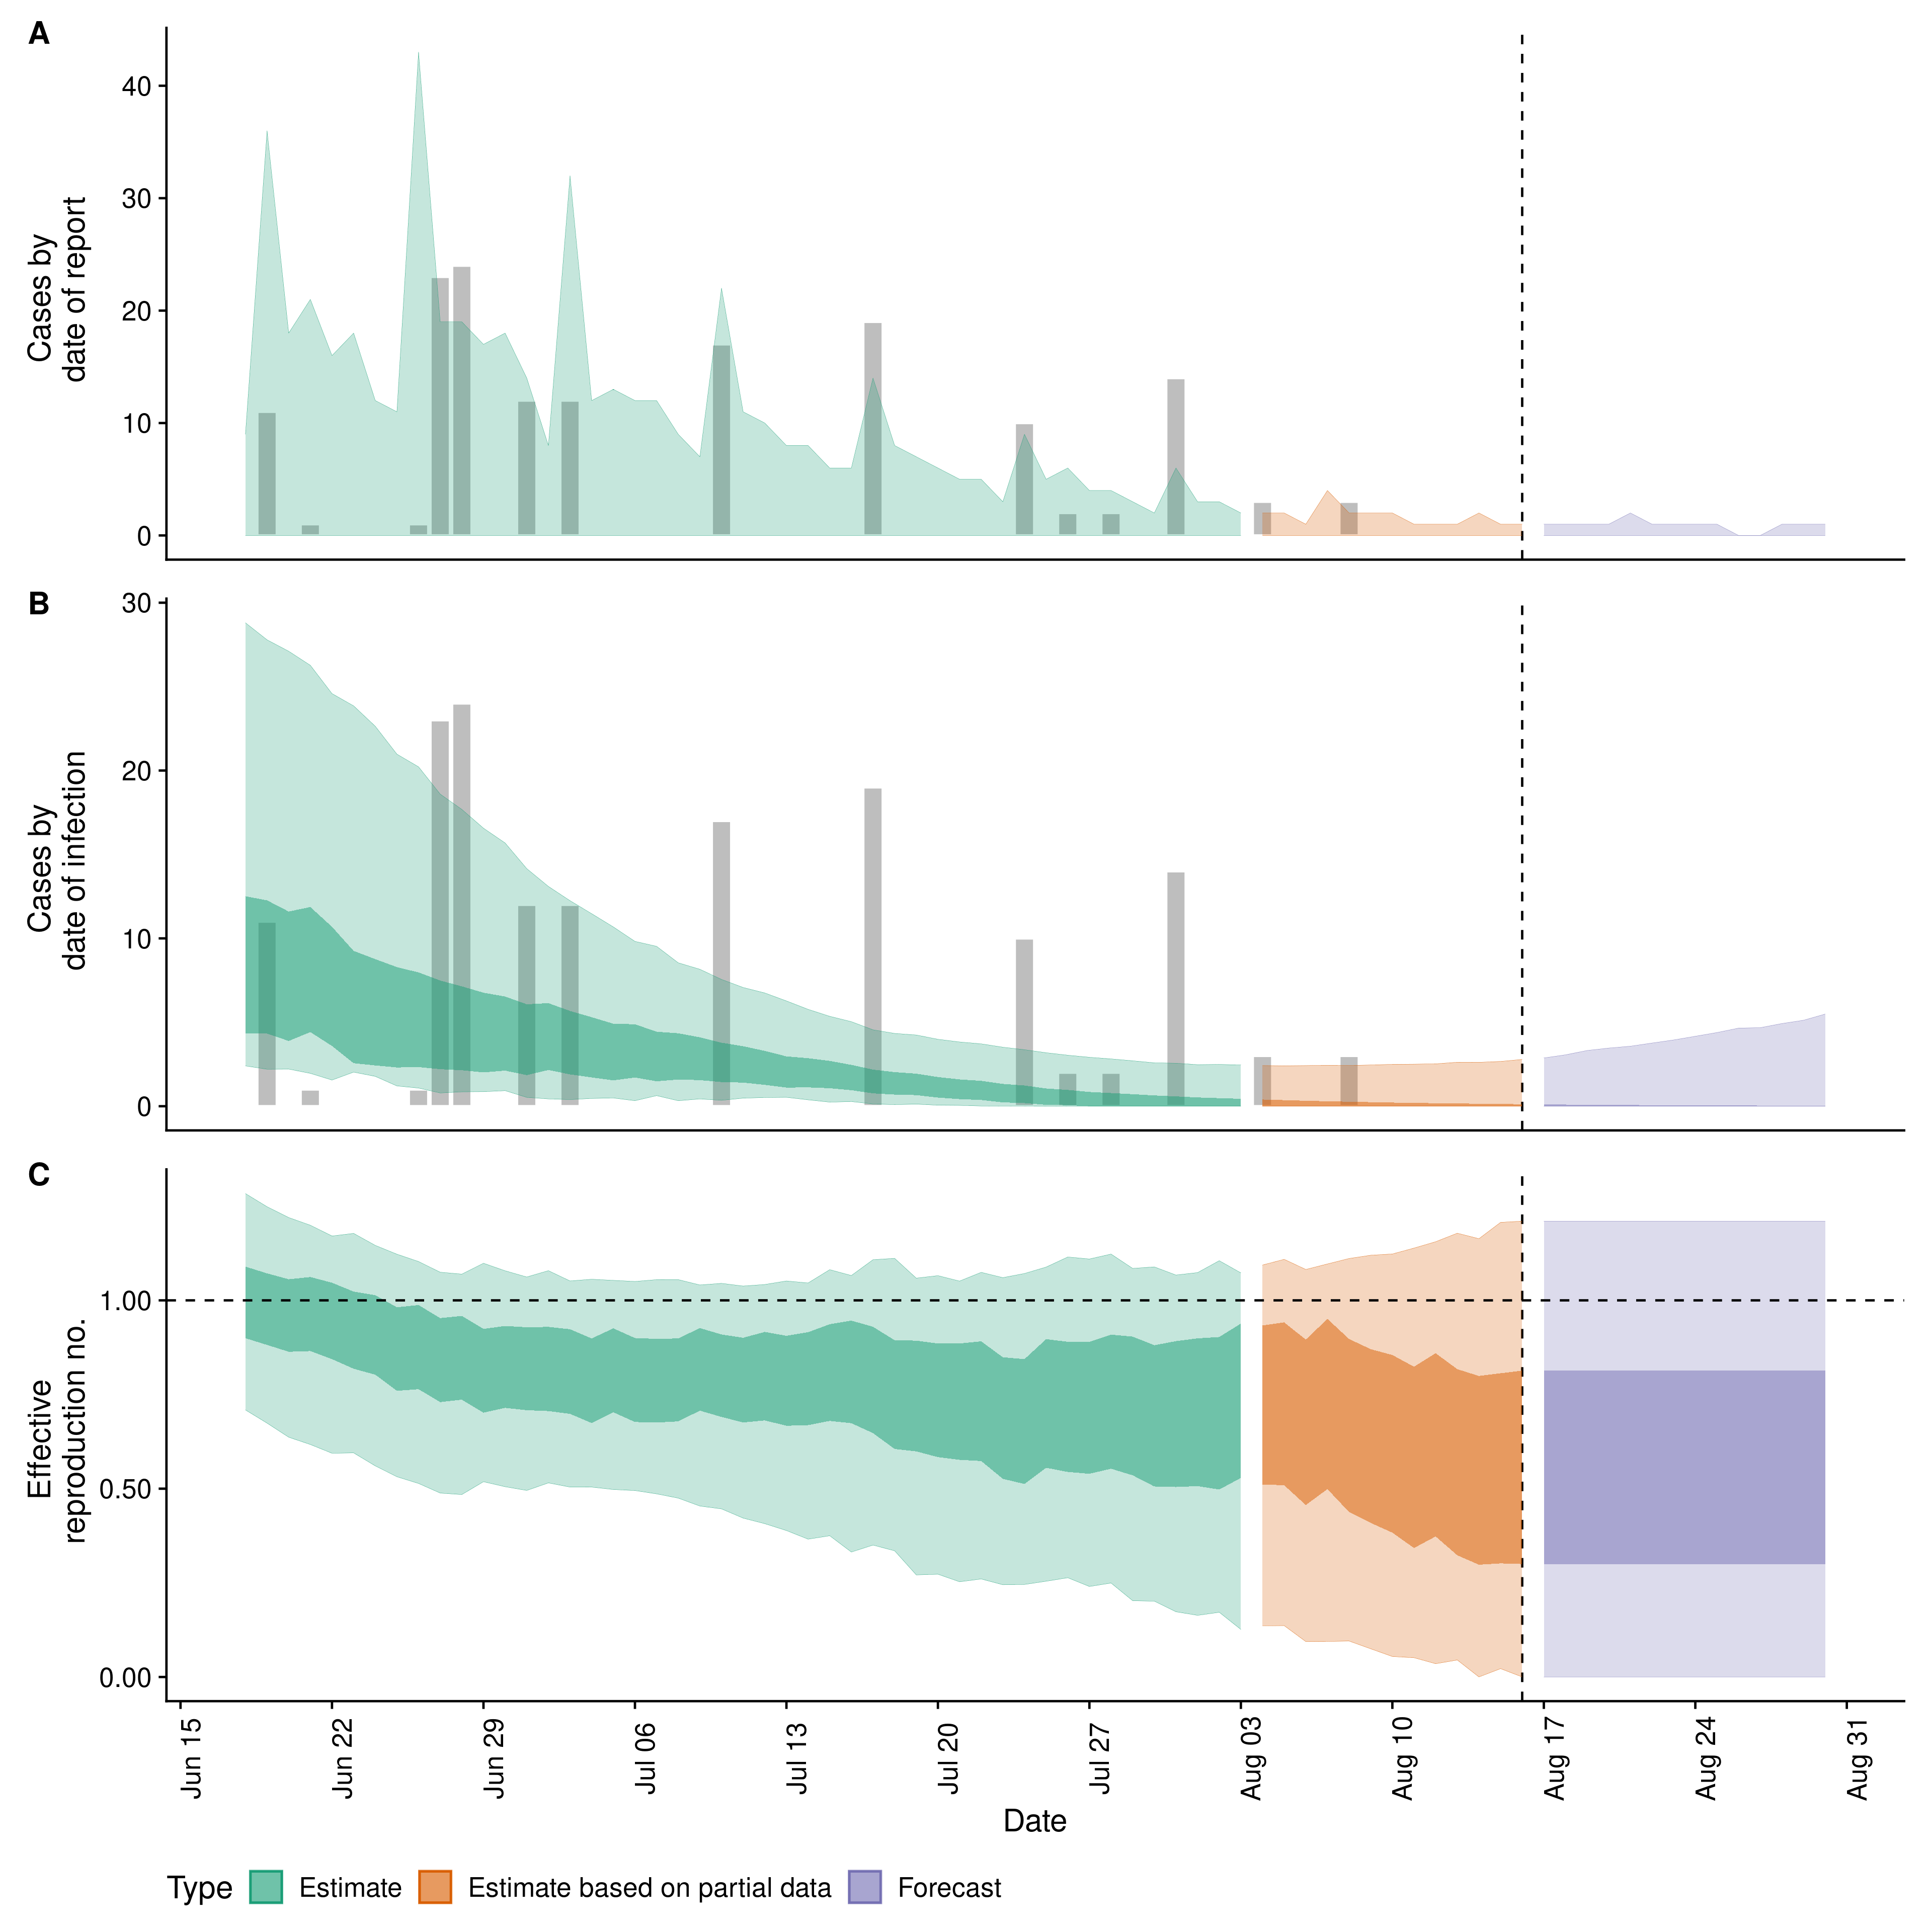 A
Cases by
date of report
40
30
20
10
0
B
Cases by
date of infection
30
20
10
0
C
Effective
reproduction no.
1.00
0.50
0.00
Jun 15
Jun 22
Jun 29
Jul 06
Jul 13
Jul 20
Jul 27
Aug 03
Aug 10
Aug 17
Aug 24
Aug 31
Date
Type Estimate Estimate based on partial data Forecast